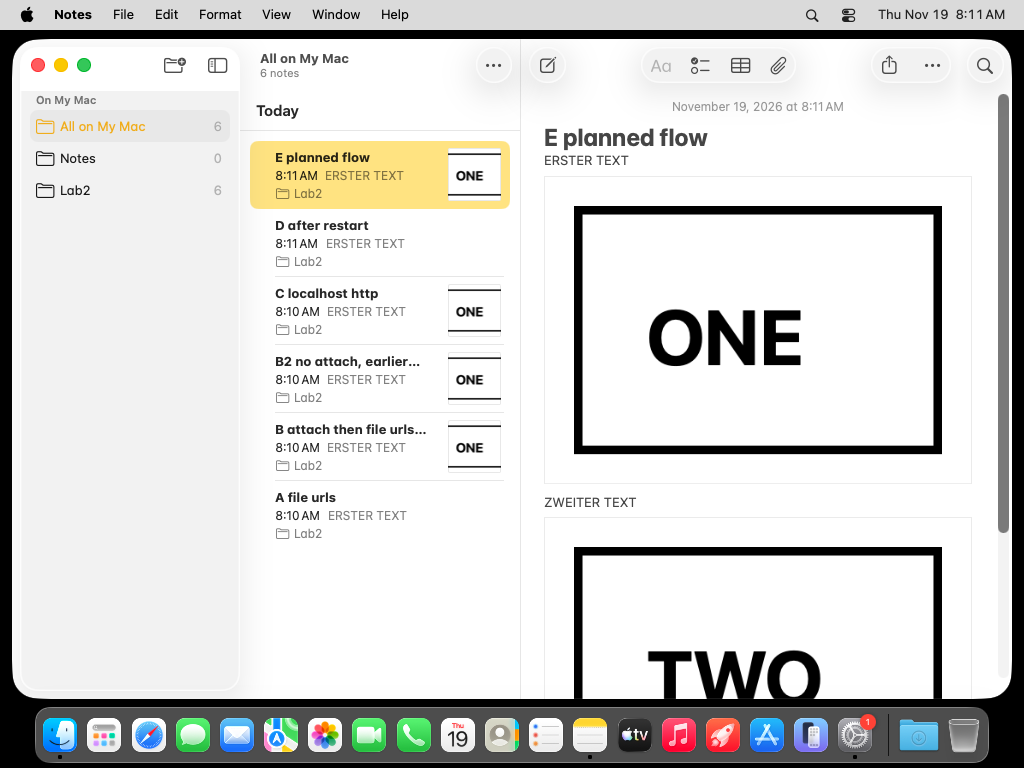 Notes File Edit Format View Window Help Thu Nov 19 8:11 AM
On My Mac
All on My Mac 6
Notes 0
Lab2 6
All on My Mac
6 notes
Today
E planned flow
8:11 AM ERSTER TEXT
Lab2
ONE
D after restart
8:11 AM ERSTER TEXT
Lab2
C localhost http
8:10 AM ERSTER TEXT
Lab2
ONE
B2 no attach, earlier...
8:10 AM ERSTER TEXT
Lab2
ONE
B attach then file urls...
8:10 AM ERSTER TEXT
Lab2
ONE
A file urls
8:10 AM ERSTER TEXT
Lab2
Aa
November 19, 2026 at 8:11 AM
E planned flow
ERSTER TEXT
ONE
ZWEITER TEXT
TWO
Thu
19
tv
1